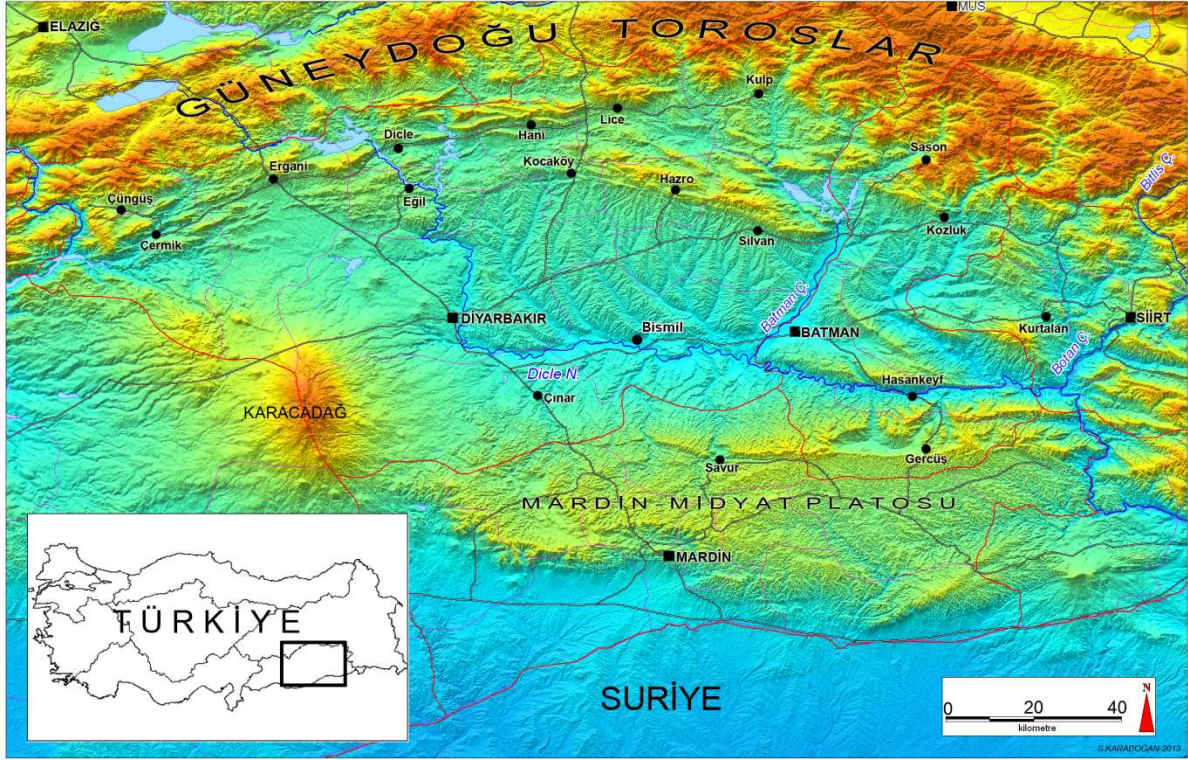 MUŞ
ELAZIĞ
GÜNEYDOĞU TOROSLAR
Kulp
Lice
Hani
Dicle
Sason
Kocaköy
Ergani
Hazro
Bitlis Ç.
Eğil
Çüngüş
Çermik
Silvan
Kozluk
DİYARBAKIR
Bismil
Batman Ç.
BATMAN
Kurtalan
SİİRT
Botan Ç.
Dicle N.
Hasankeyf
Çınar
KARACADAĞ
Savur
Gercüş
MARDİN-MİDYAT PLATOSU
MARDİN
TÜRKİYE
SURİYE
N
0 20 40
kilometre
S.KARADOĞAN-2013